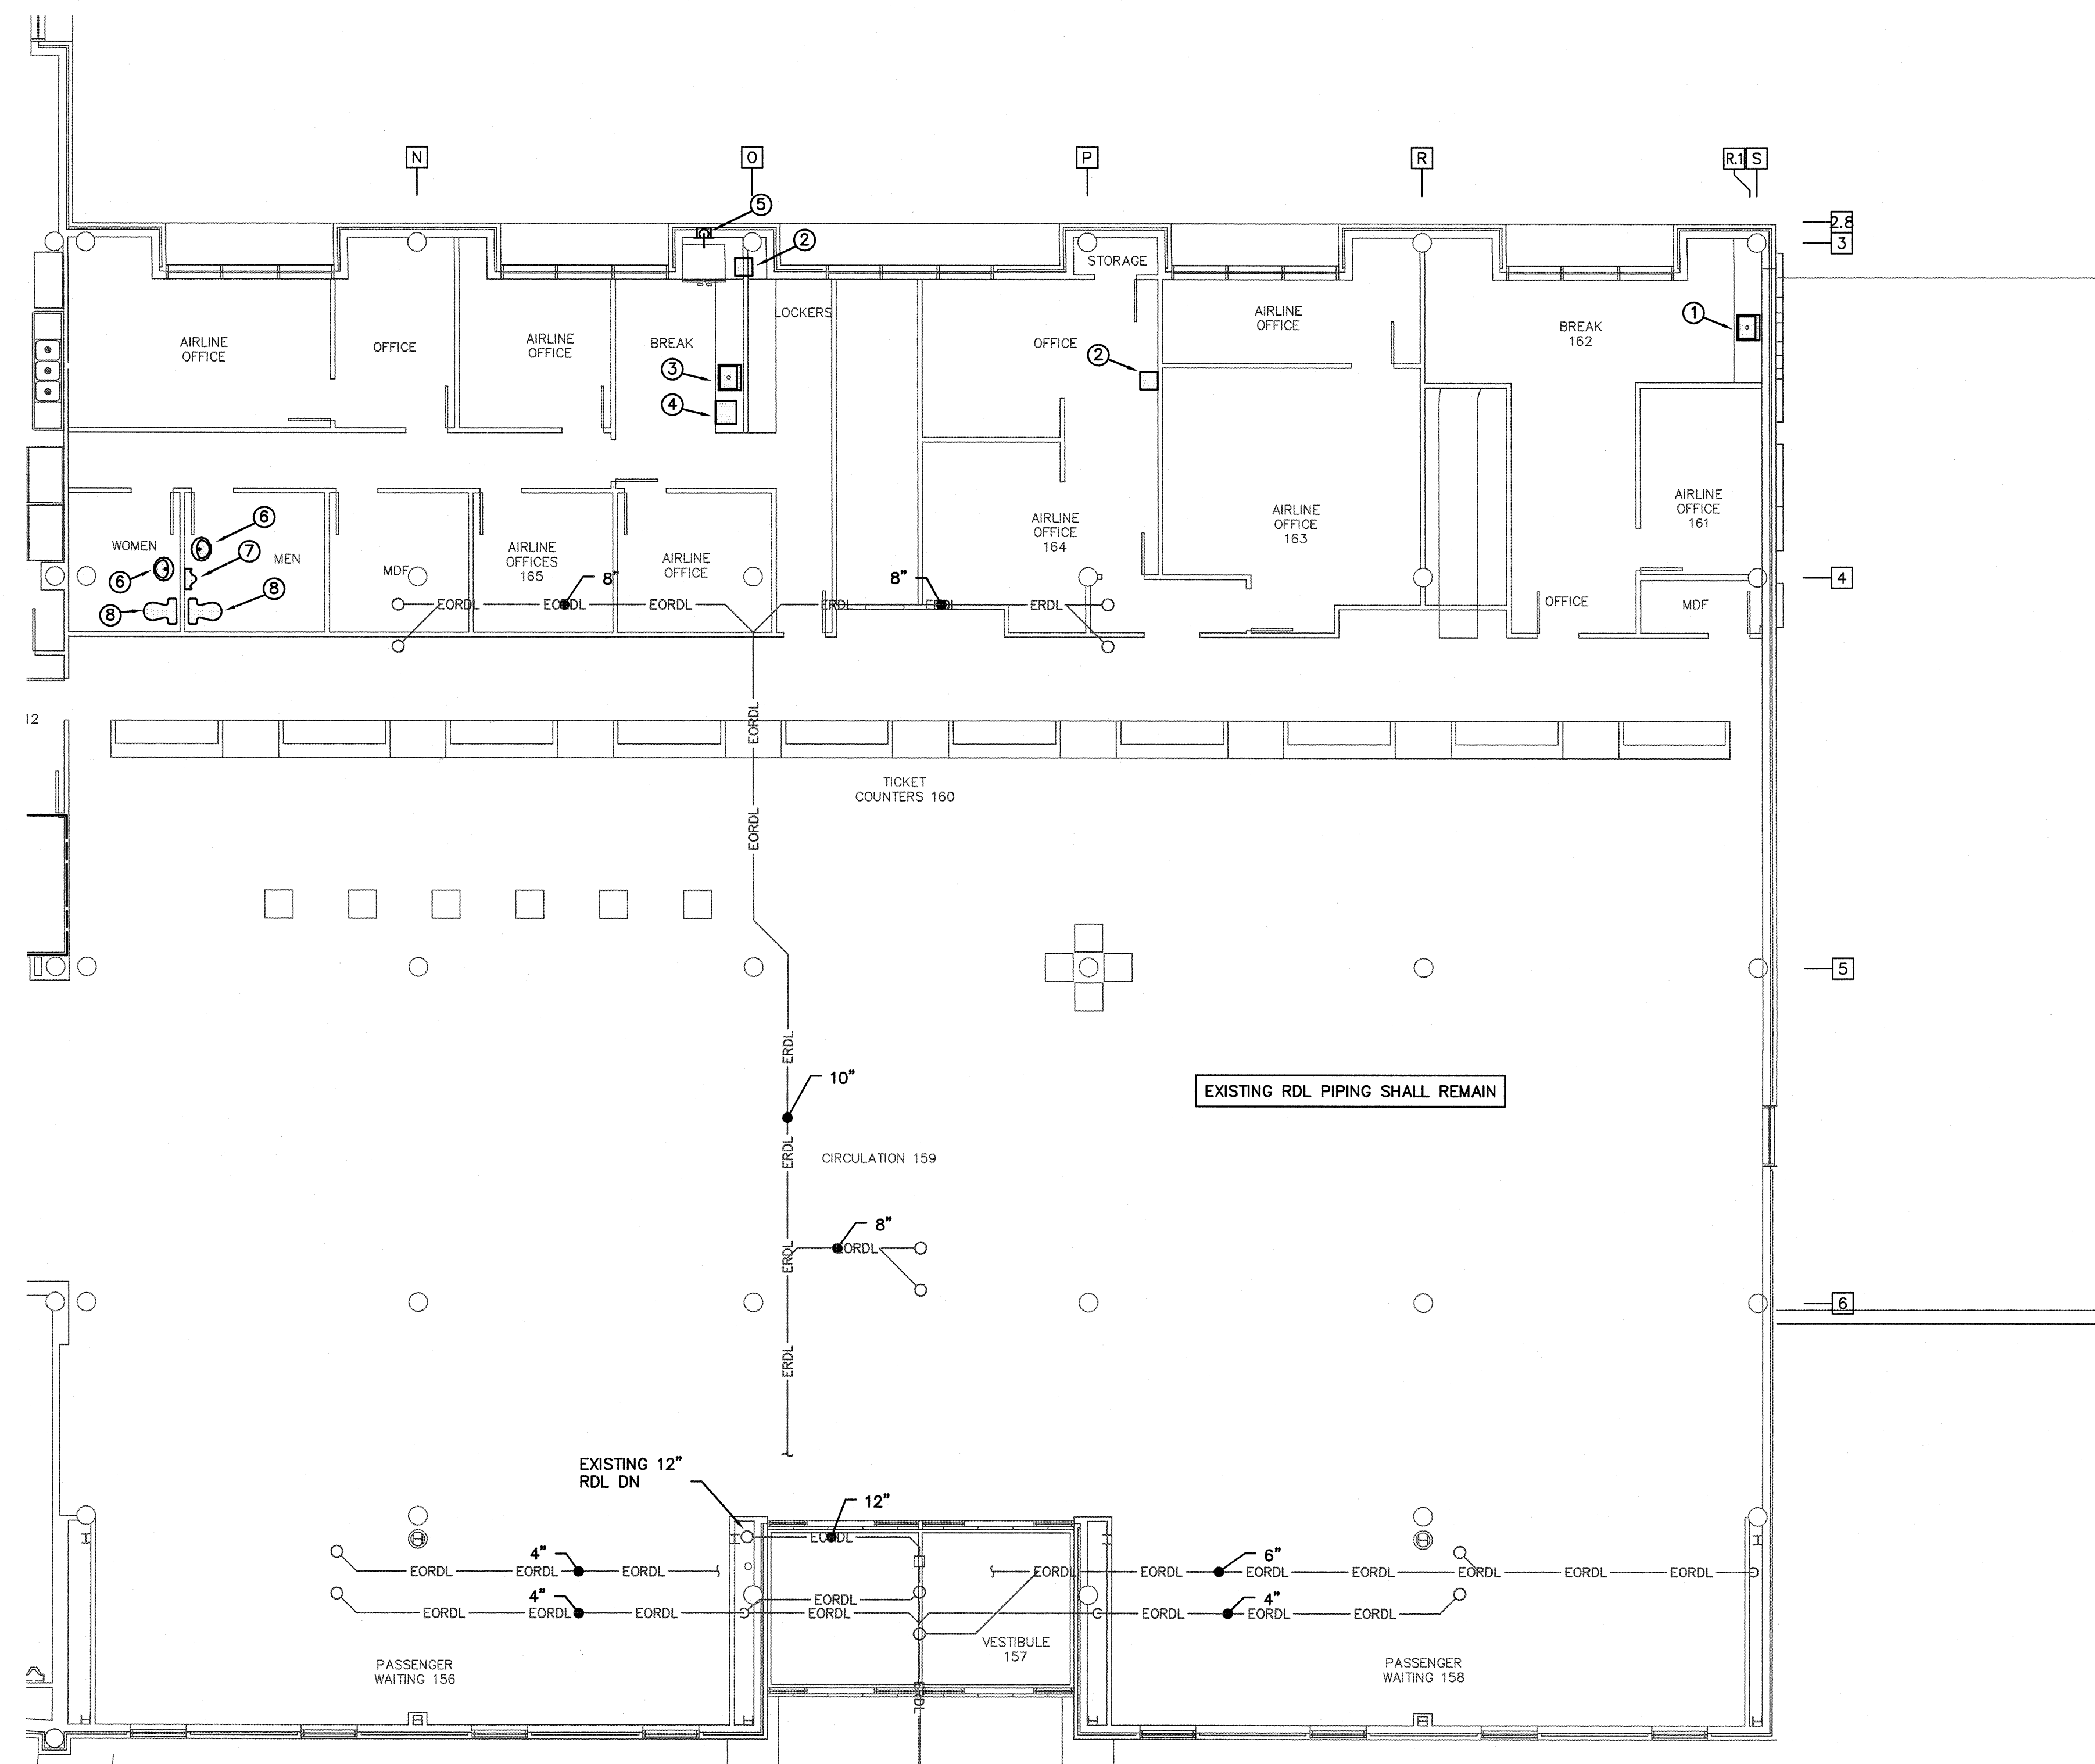 N
O
P
R
R.1
S
5
2.8
3
2
STORAGE
LOCKERS
1
AIRLINE
OFFICE
BREAK
162
AIRLINE
OFFICE
OFFICE
AIRLINE
OFFICE
BREAK
OFFICE
2
3
4
AIRLINE
OFFICE
161
AIRLINE
OFFICE
163
AIRLINE
OFFICE
164
6
WOMEN
7
MEN
AIRLINE
OFFICES
165
AIRLINE
OFFICE
MDF
6
8
8
8"
8"
4
EORDL
EORDL
EORDL
ERDL
ERDL
ERDL
OFFICE
MDF
12
EORDL
TICKET
COUNTERS 160
EORDL
5
ERDL
10"
EXISTING RDL PIPING SHALL REMAIN
ERDL
CIRCULATION 159
8"
ERDL
EORDL
6
ERDL
EXISTING 12"
RDL DN
12"
EORDL
4"
6"
EORDL
EORDL
EORDL
EORDL
EORDL
EORDL
EORDL
EORDL
EORDL
EORDL
4"
4"
EORDL
EORDL
EORDL
EORDL
EORDL
EORDL
EORDL
EORDL
EORDL
VESTIBULE
157
PASSENGER
WAITING 156
PASSENGER
WAITING 158